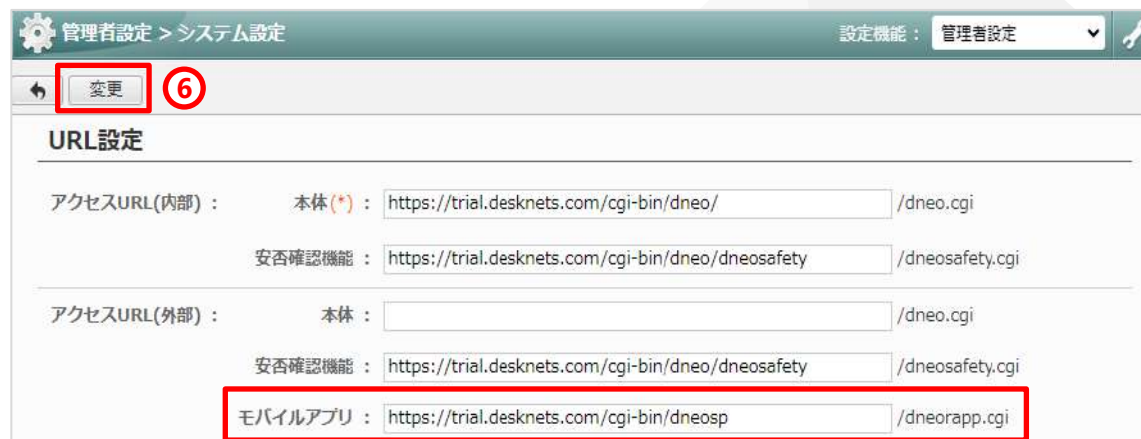 管理者設定 > システム設定 設定機能： 管理者設定
変更 ⑥
URL設定
アクセスURL(内部) : 本体(*) : https://trial.desknets.com/cgi-bin/dneo/ /dneo.cgi
安否確認機能 : https://trial.desknets.com/cgi-bin/dneo/dneosafety /dneosafety.cgi
アクセスURL(外部) : 本体 : /dneo.cgi
安否確認機能 : https://trial.desknets.com/cgi-bin/dneo/dneosafety /dneosafety.cgi
モバイルアプリ : https://trial.desknets.com/cgi-bin/dneosp /dneorapp.cgi